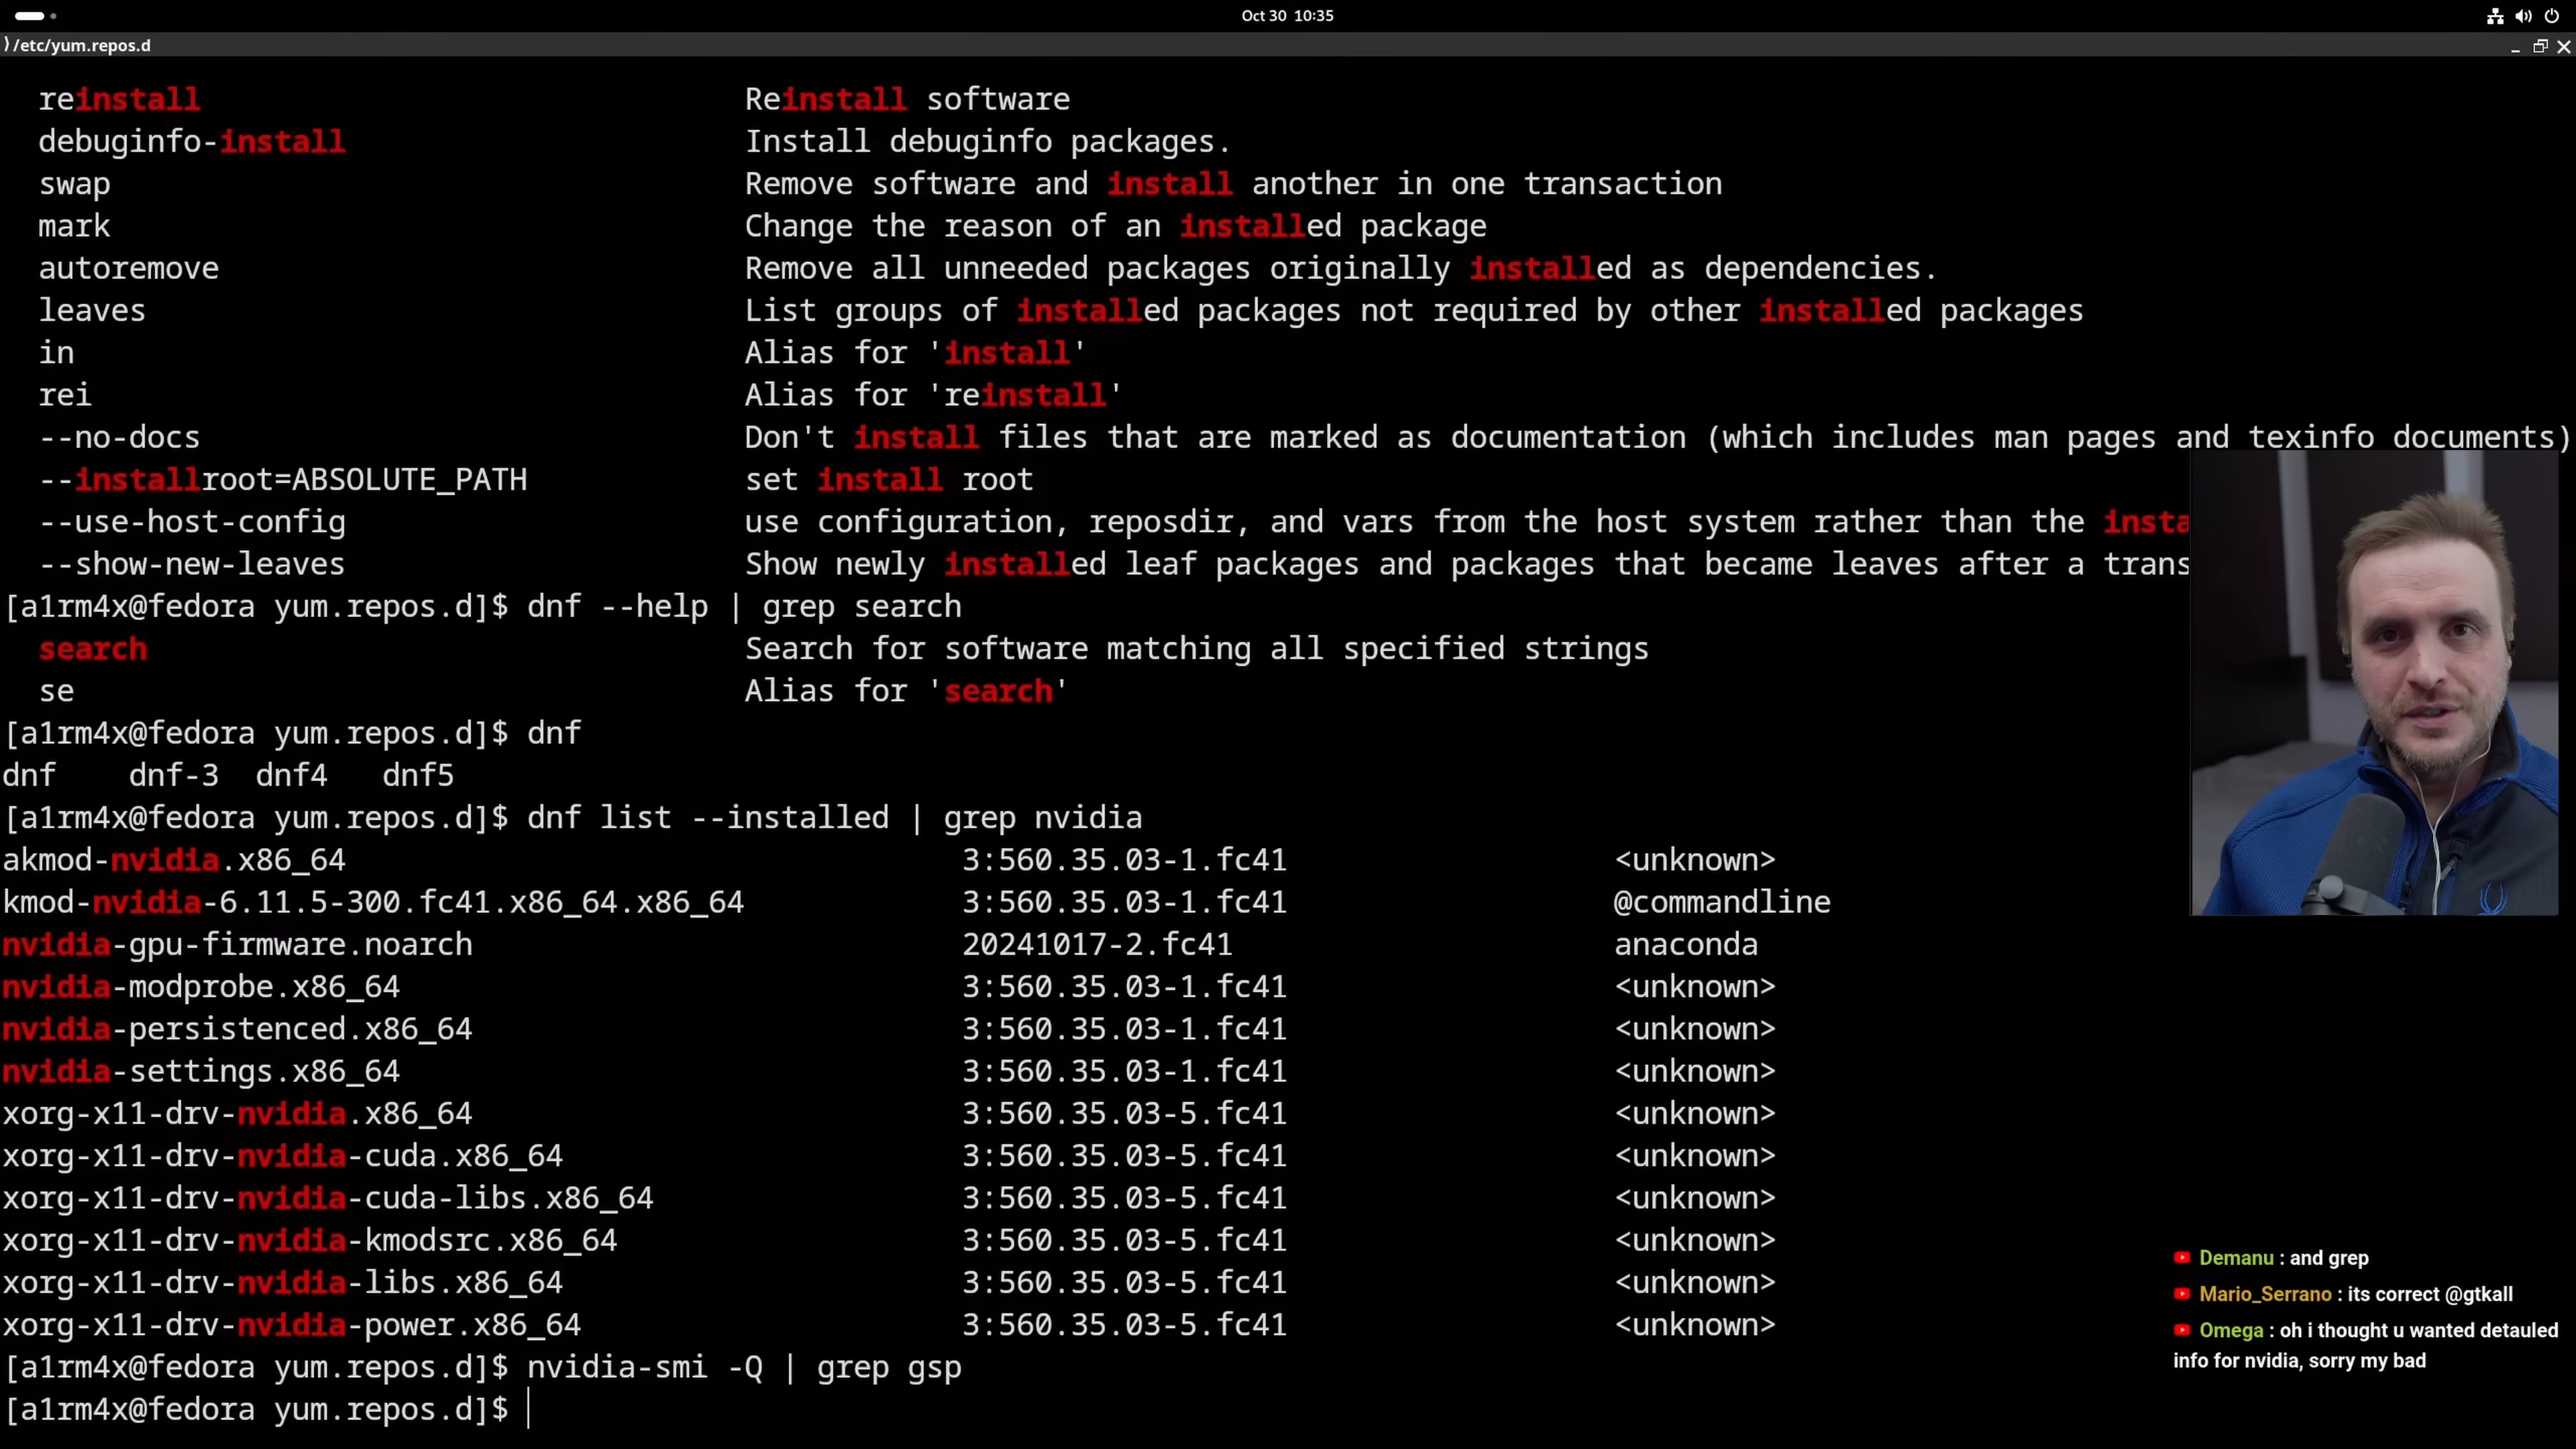 Oct 30 10:35
/etc/yum.repos.d
reinstall Reinstall software
debuginfo-install Install debuginfo packages.
swap Remove software and install another in one transaction
mark Change the reason of an installed package
autoremove Remove all unneeded packages originally installed as dependencies.
leaves List groups of installed packages not required by other installed packages
in Alias for 'install'
rei Alias for 'reinstall'
--no-docs Don't install files that are marked as documentation (which includes man pages and texinfo documents)
--installroot=ABSOLUTE_PATH set install root
--use-host-config use configuration, reposdir, and vars from the host system rather than the insta
--show-new-leaves Show newly installed leaf packages and packages that became leaves after a trans
[a1rm4x@fedora yum.repos.d]$ dnf --help | grep search
search Search for software matching all specified strings
se Alias for 'search'
[a1rm4x@fedora yum.repos.d]$ dnf
dnf dnf-3 dnf4 dnf5
[a1rm4x@fedora yum.repos.d]$ dnf list --installed | grep nvidia
akmod-nvidia.x86_64 3:560.35.03-1.fc41 <unknown>
kmod-nvidia-6.11.5-300.fc41.x86_64.x86_64 3:560.35.03-1.fc41 @commandline
nvidia-gpu-firmware.noarch 20241017-2.fc41 anaconda
nvidia-modprobe.x86_64 3:560.35.03-1.fc41 <unknown>
nvidia-persistenced.x86_64 3:560.35.03-1.fc41 <unknown>
nvidia-settings.x86_64 3:560.35.03-1.fc41 <unknown>
xorg-x11-drv-nvidia.x86_64 3:560.35.03-5.fc41 <unknown>
xorg-x11-drv-nvidia-cuda.x86_64 3:560.35.03-5.fc41 <unknown>
xorg-x11-drv-nvidia-cuda-libs.x86_64 3:560.35.03-5.fc41 <unknown>
xorg-x11-drv-nvidia-kmodsrc.x86_64 3:560.35.03-5.fc41 <unknown>
xorg-x11-drv-nvidia-libs.x86_64 3:560.35.03-5.fc41 <unknown>
xorg-x11-drv-nvidia-power.x86_64 3:560.35.03-5.fc41 <unknown>
[a1rm4x@fedora yum.repos.d]$ nvidia-smi -Q | grep gsp
[a1rm4x@fedora yum.repos.d]$
Demanu : and grep
Mario_Serrano : its correct @gtkall
Omega : oh i thought u wanted detauled
info for nvidia, sorry my bad